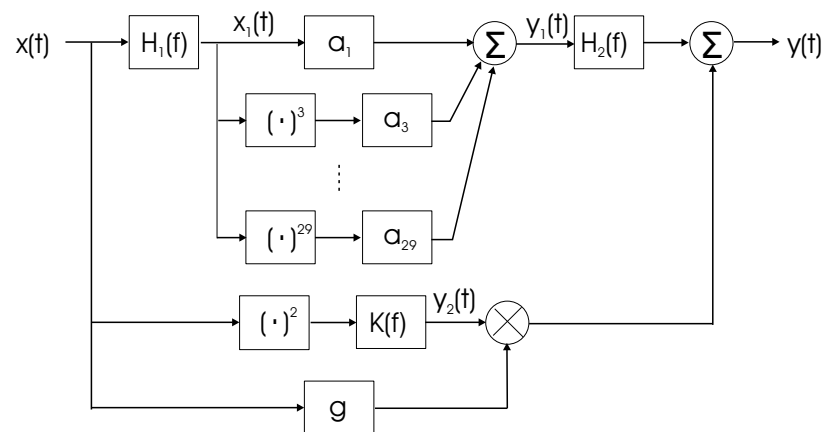 x(t) H₁(f) x₁(t) a₁ Σ y₁(t) H₂(f) Σ y(t)
(·)³ a₃
(·)²⁹ a₂₉
(·)² K(f) y₂(t)
g